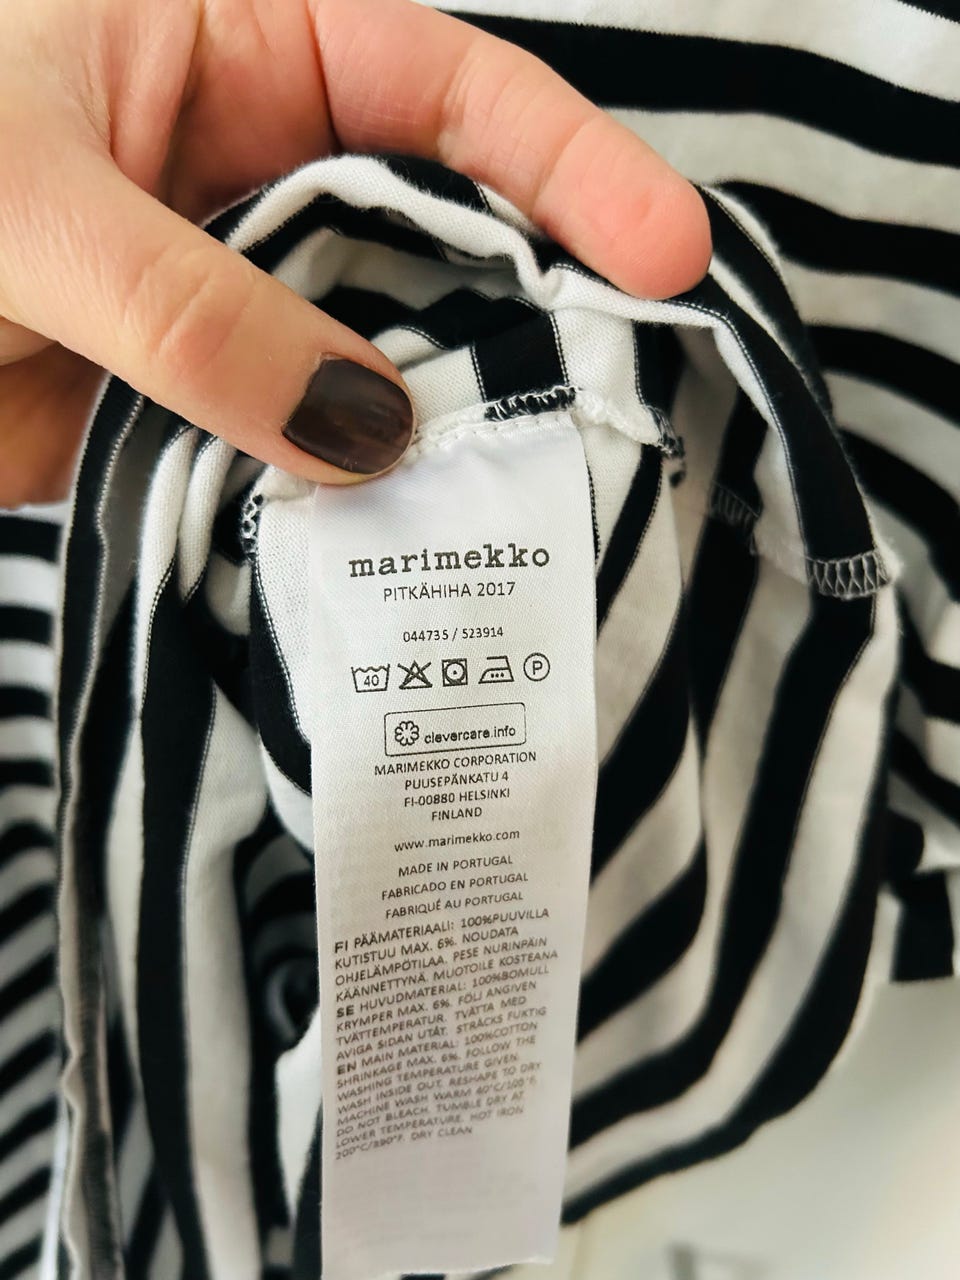 marimekko
PITKÄHIHA 2017
044735 / 523914
40 P
clevercare.info
MARIMEKKO CORPORATION
PUUSEPÄNKATU 4
FI-00880 HELSINKI
FINLAND
www.marimekko.com
MADE IN PORTUGAL
FABRICADO EN PORTUGAL
FABRIQUÉ AU PORTUGAL
FI PÄÄMATERIAALI: 100%PUUVILLA
KUTISTUU MAX. 6%. NOUDATA
OHJELÄMPÖTILAA. PESE NURINPÄIN
KÄÄNNETTYNÄ. MUOTOILE KOSTEANA
SE HUVUDMATERIAL: 100%BOMULL
KRYMPER MAX. 6%. FÖLJ ANGIVEN
TVÄTTEMPERATUR. TVÄTTA MED
AVIGA SIDAN UTÅT. STRÄCKS FUKTIG
EN MAIN MATERIAL: 100%COTTON
SHRINKAGE MAX. 6%. FOLLOW THE
WASHING TEMPERATURE GIVEN.
WASH INSIDE OUT. RESHAPE TO DRY
MACHINE WASH WARM 40°C/105°F.
DO NOT BLEACH. TUMBLE DRY AT
LOWER TEMPERATURE. HOT IRON
200°C/390°F. DRY CLEAN